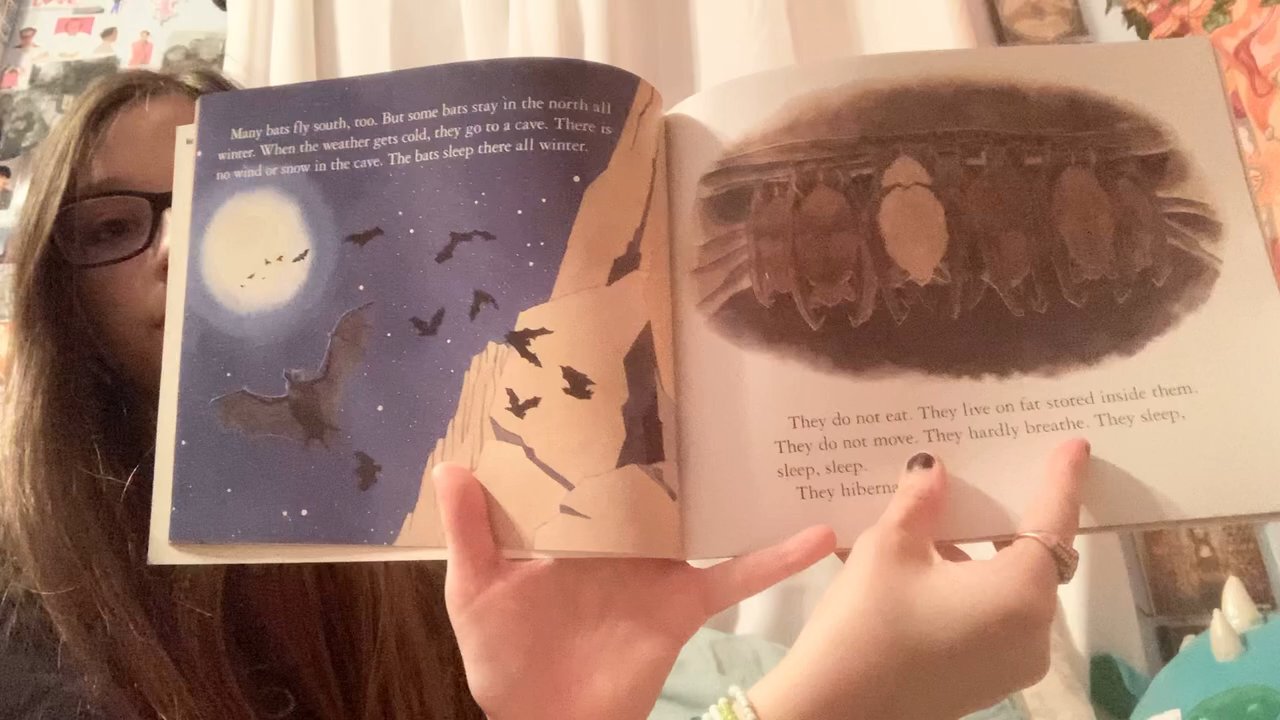 Many bats fly south, too. But some bats stay in the north all
winter. When the weather gets cold, they go to a cave. There is
no wind or snow in the cave. The bats sleep there all winter.
They do not eat. They live on fat stored inside them.
They do not move. They hardly breathe. They sleep,
sleep, sleep.
They hiberna